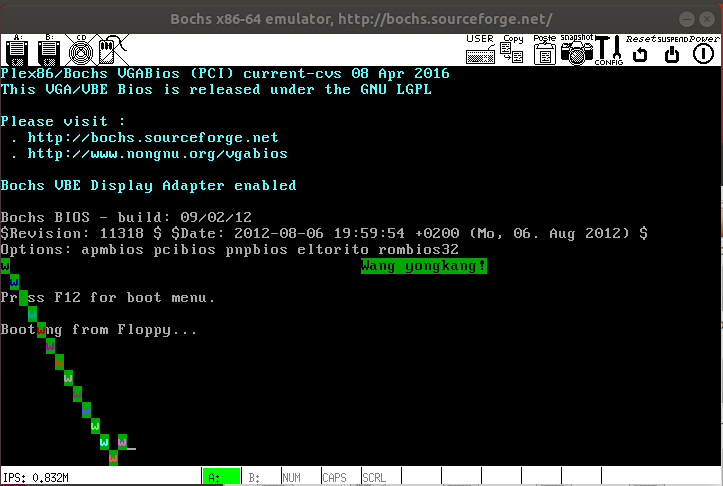 Bochs x86-64 emulator, http://bochs.sourceforge.net/
A: B: CD USER Copy Paste snapshot CONFIG Reset SUSPEND Power
Plex86/Bochs VGABios (PCI) current-cvs 08 Apr 2016
This VGA/VBE Bios is released under the GNU LGPL
Please visit :
. http://bochs.sourceforge.net
. http://www.nongnu.org/vgabios
Bochs VBE Display Adapter enabled
Bochs BIOS - build: 09/02/12
$Revision: 11318 $ $Date: 2012-08-06 19:59:54 +0200 (Mo, 06. Aug 2012) $
Options: apmbios pcibios pnpbios eltorito rombios32
w Wang yongkang!
w
Pr ss F12 for boot menu.
w
Bootwng from Floppy...
w
w
w
w
w
w
w w_
w
IPS: 0.832M A: B: NUM CAPS SCRL